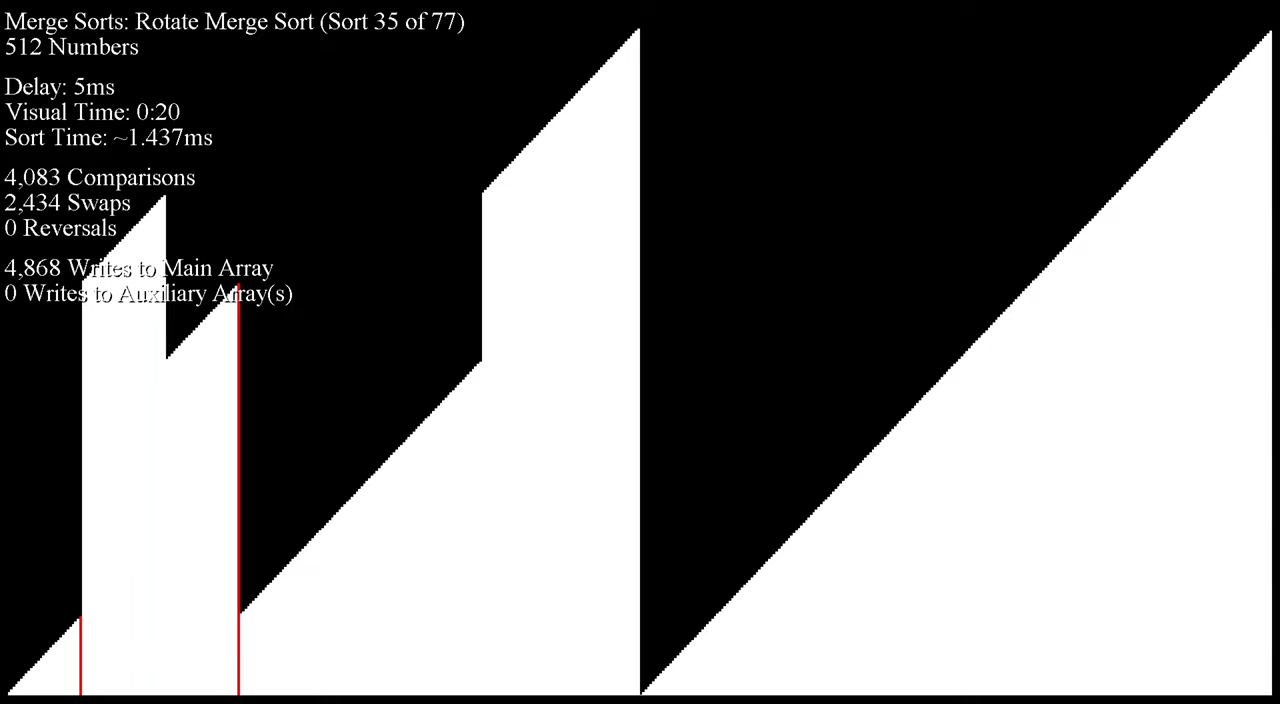 Merge Sorts: Rotate Merge Sort (Sort 35 of 77)
512 Numbers
Delay: 5ms
Visual Time: 0:20
Sort Time: ~1.437ms
4,083 Comparisons
2,434 Swaps
0 Reversals
4,868 Writes to Main Array
0 Writes to Auxiliary Array(s)